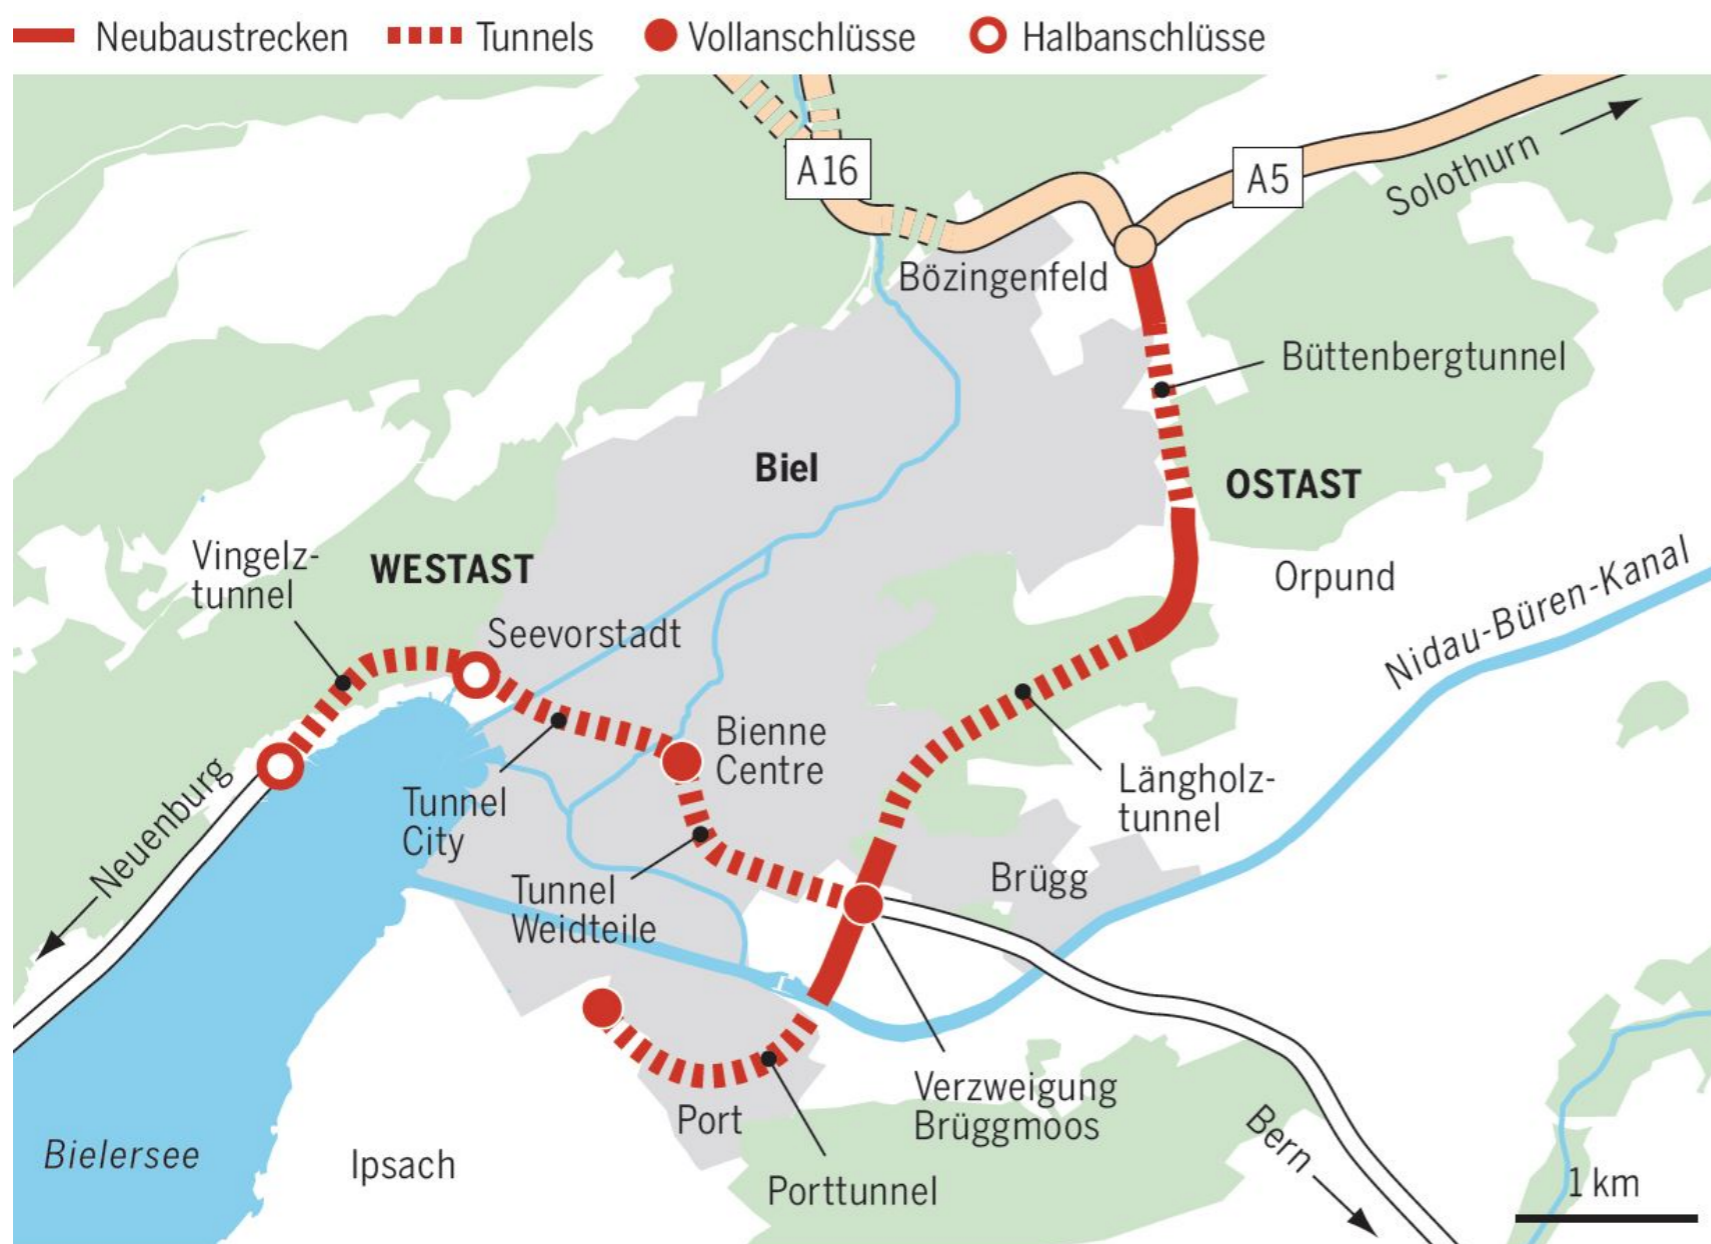 Neubaustrecken
Tunnels
Vollanschlüsse
Halbanschlüsse
A16
A5
Solothurn
Bözingenfeld
Büttenbergtunnel
Biel
OSTAST
Vingelz-
tunnel
WESTAST
Orpund
Nidau-Büren-Kanal
Seevorstadt
Bienne
Centre
Neuenburg
Tunnel
City
Längholz-
tunnel
Tunnel
Weidteile
Brügg
Verzweigung
Brüggmoos
Port
Bern
Bielersee
Ipsach
Porttunnel
1 km